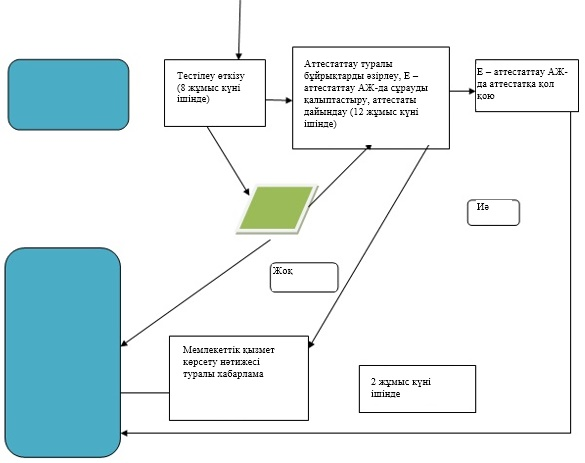 Тестілеу өткізу
(8 жұмыс күні
ішінде)
Аттестаттау туралы
бұйрықтарды әзірлеу, Е –
аттестаттау АЖ-да сұрауды
қалыптастыру, аттестаты
дайындау (12 жұмыс күні
ішінде)
Е – аттестаттау АЖ-
да аттестатқа қол
қою
Иә
Жоқ
Мемлекеттік қызмет
көрсету нәтижесі
туралы хабарлама
2 жұмыс күні
ішінде